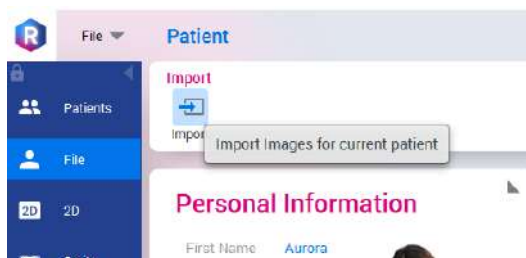 R File Patient
Import
Patients
Impor
Import Images for current patient
File
Personal Information
2D 2D
First Name Aurora